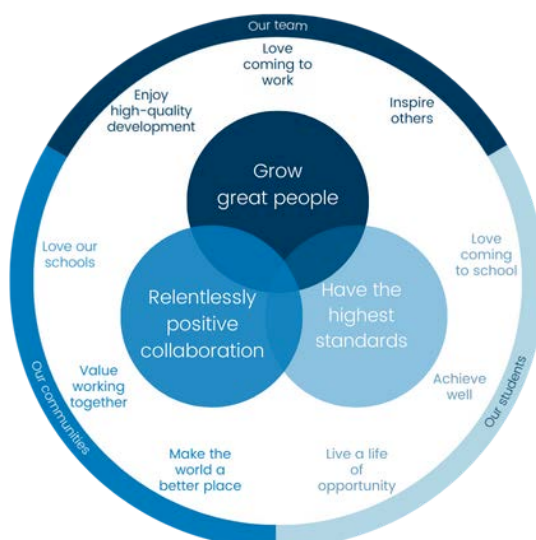 Our team
Love
coming to
work
Enjoy
high-quality
development
Inspire
others
Grow
great people
Love our
schools
Love
coming
to school
Relentlessly
positive
collaboration
Have the
highest
standards
Value
working
together
Achieve
well
Our communities
Our students
Make the
world a
better place
Live a life
of
opportunity